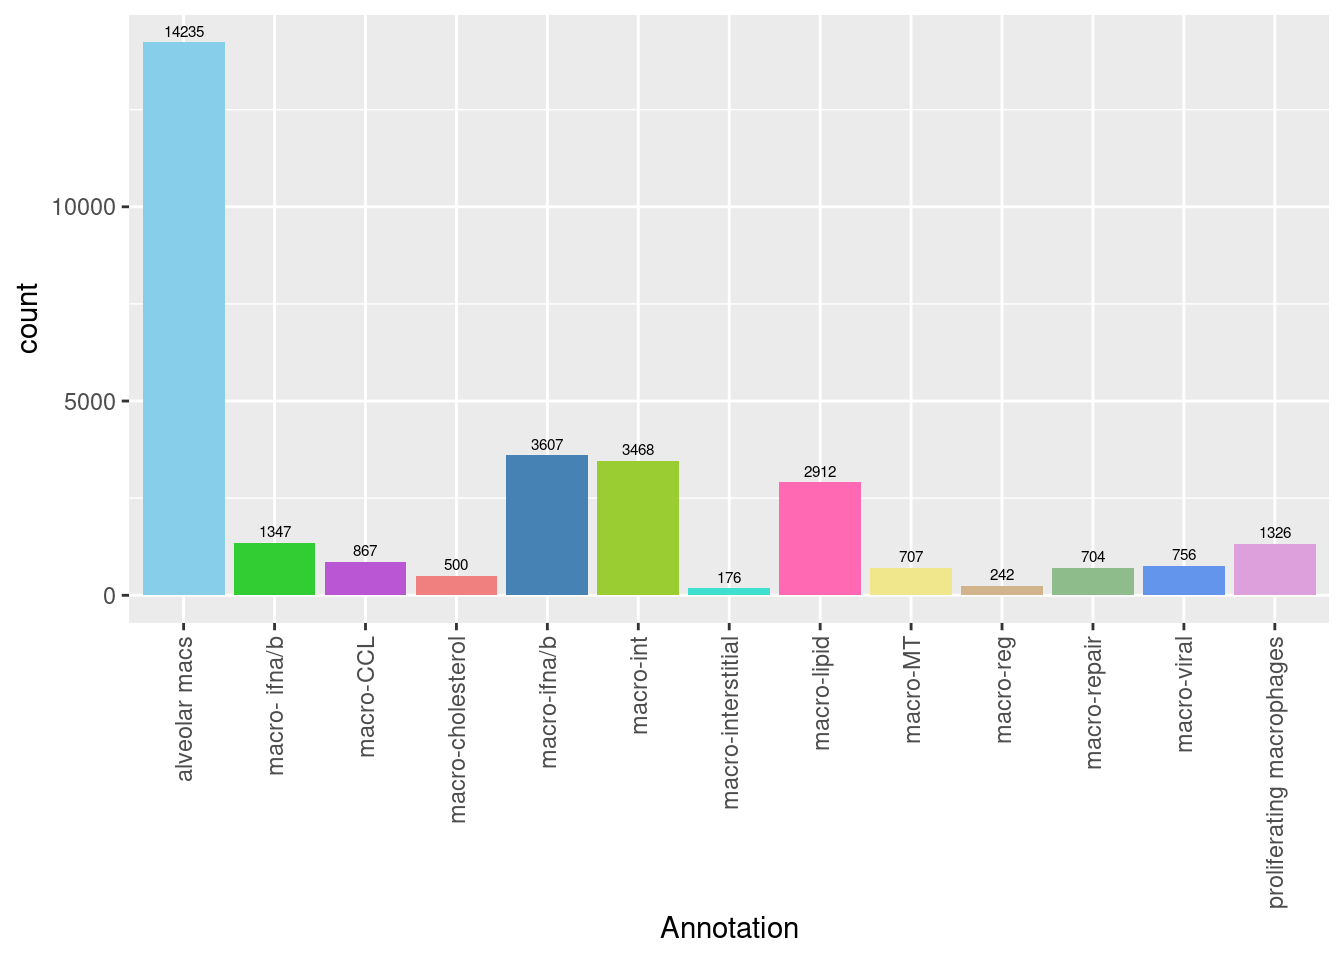 14235
10000
5000
0
count
1347
867
500
3607
3468
176
2912
707
242
704
756
1326
alveolar macs
macro- ifna/b
macro-CCL
macro-cholesterol
macro-ifna/b
macro-int
macro-interstitial
macro-lipid
macro-MT
macro-reg
macro-repair
macro-viral
proliferating macrophages
Annotation